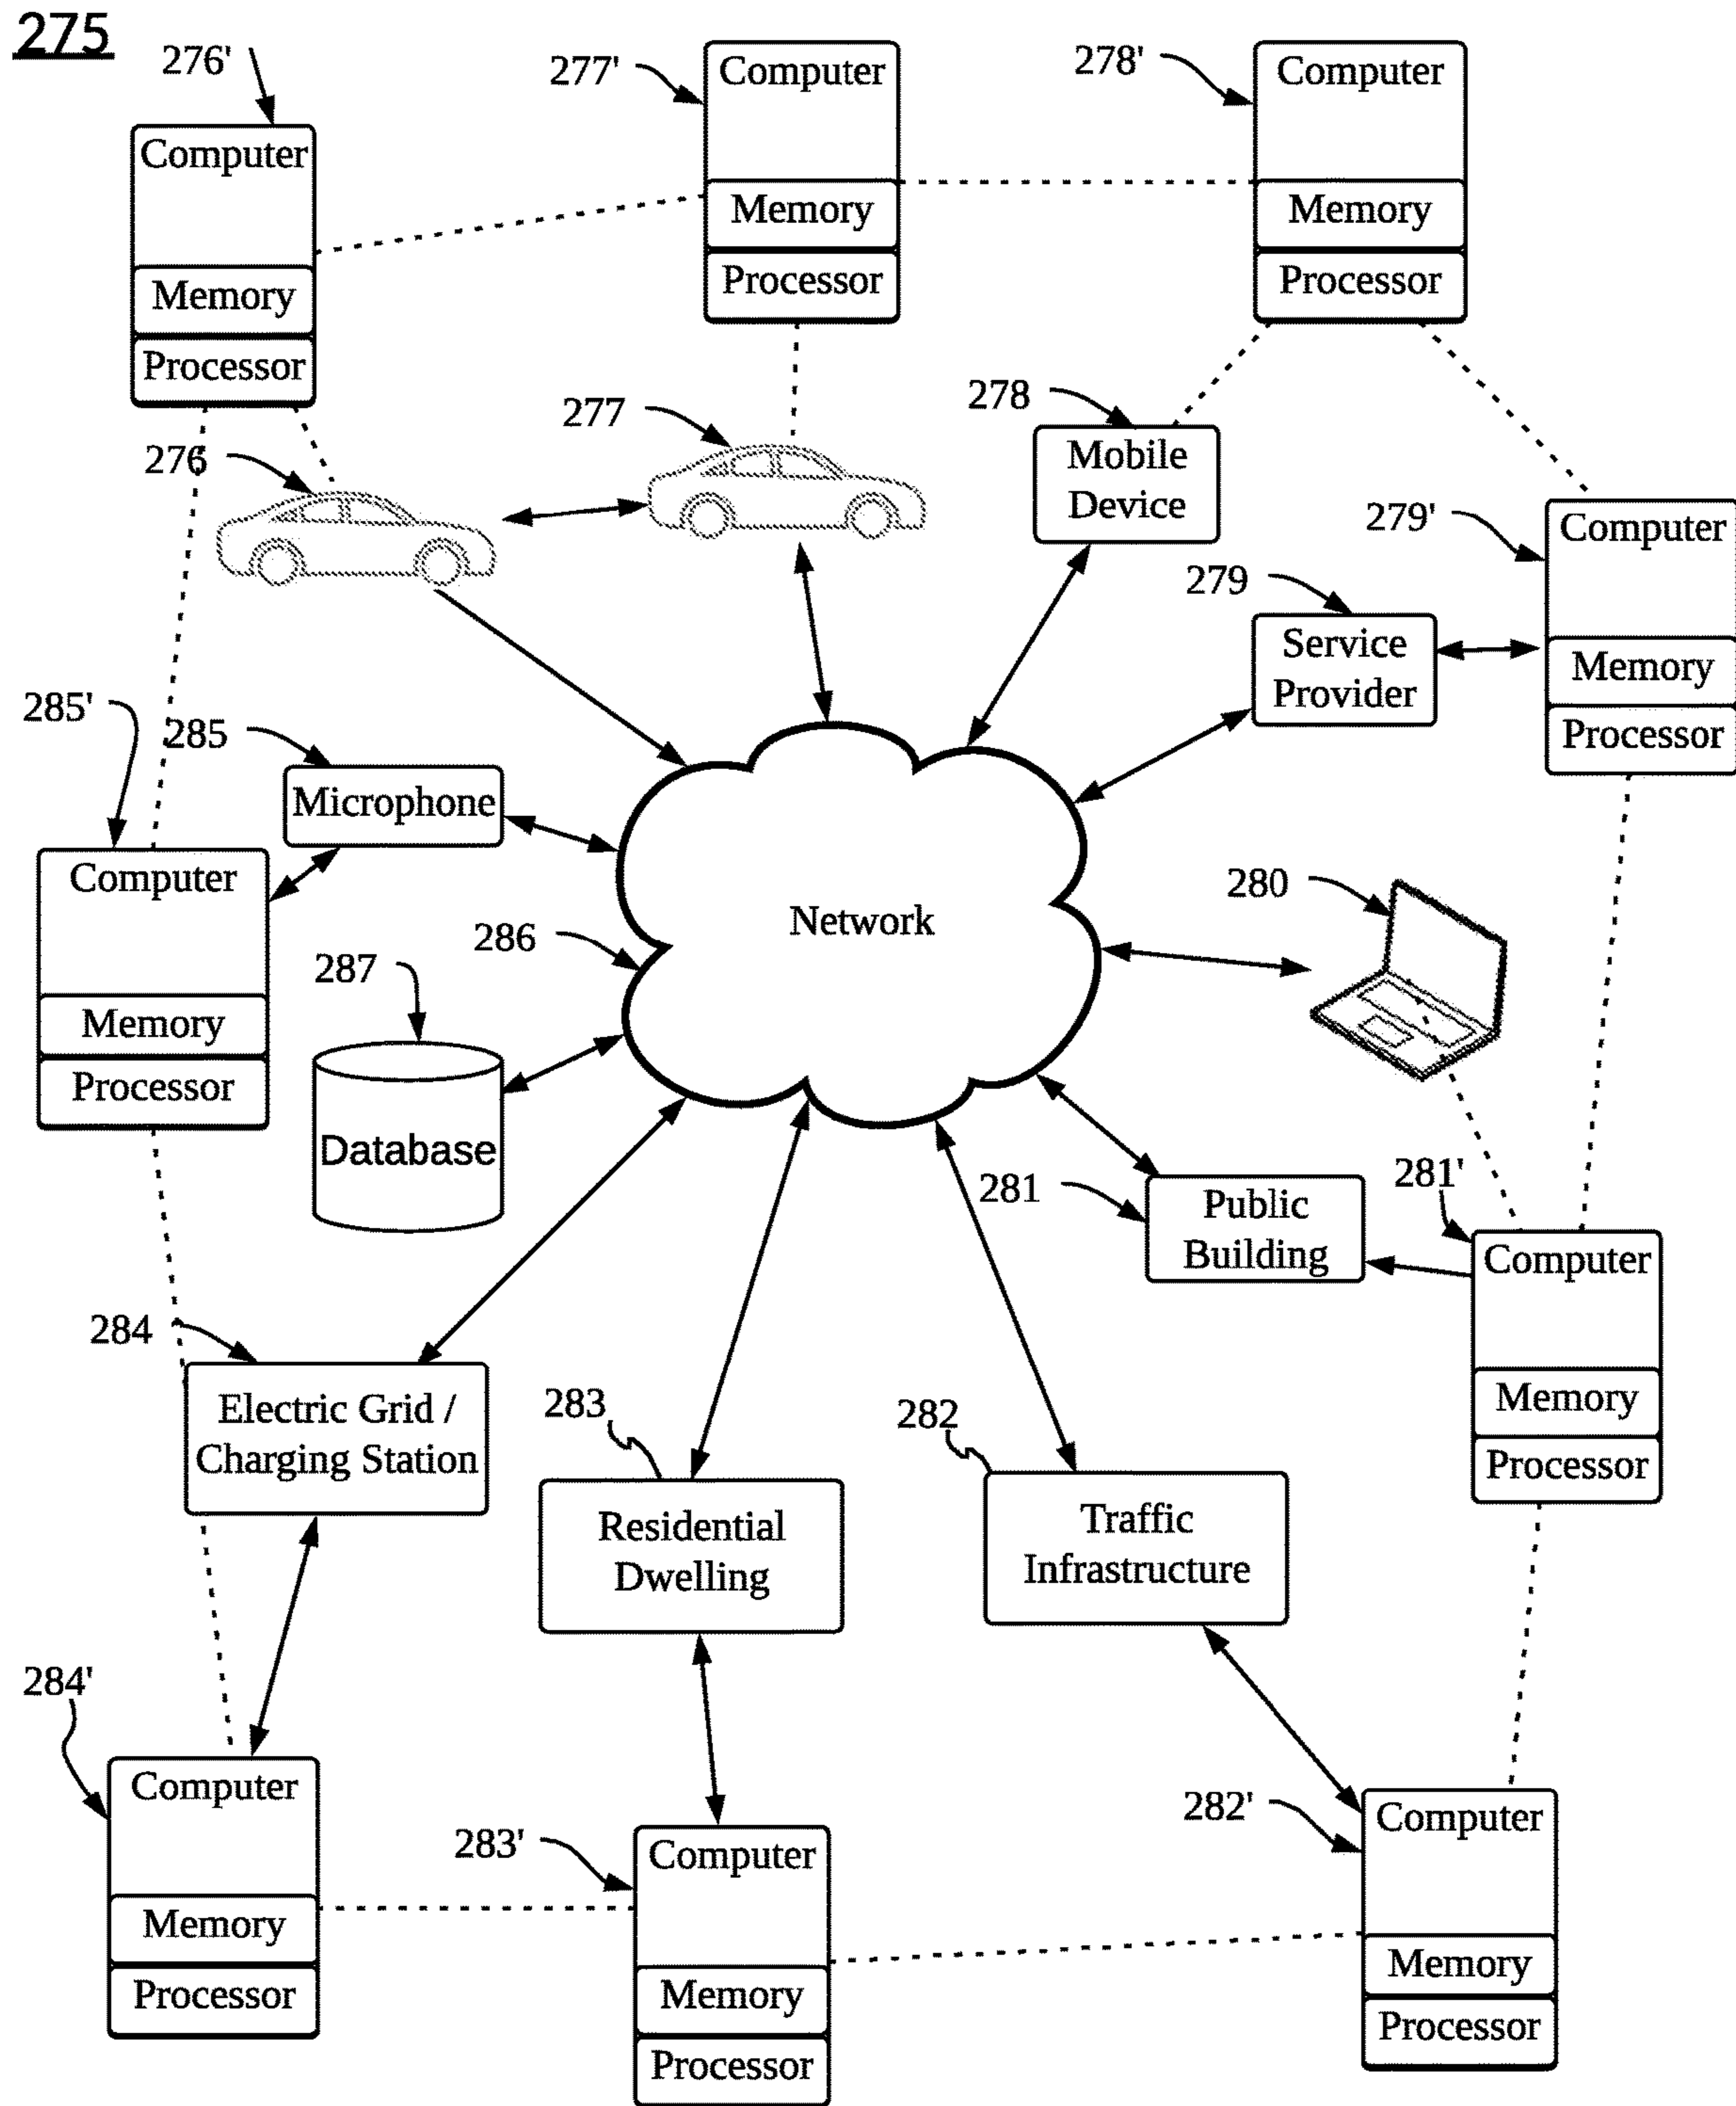 275
276'
Computer
Memory
Processor
277'
Computer
Memory
Processor
278'
Computer
Memory
Processor
276
277
278
Mobile
Device
279'
Computer
Memory
Processor
279
Service
Provider
285'
285
Microphone
Computer
Memory
Processor
286
Network
280
287
Database
281
Public
Building
281'
Computer
Memory
Processor
284
Electric Grid /
Charging Station
283
Residential
Dwelling
282
Traffic
Infrastructure
284'
Computer
Memory
Processor
283'
Computer
Memory
Processor
282'
Computer
Memory
Processor